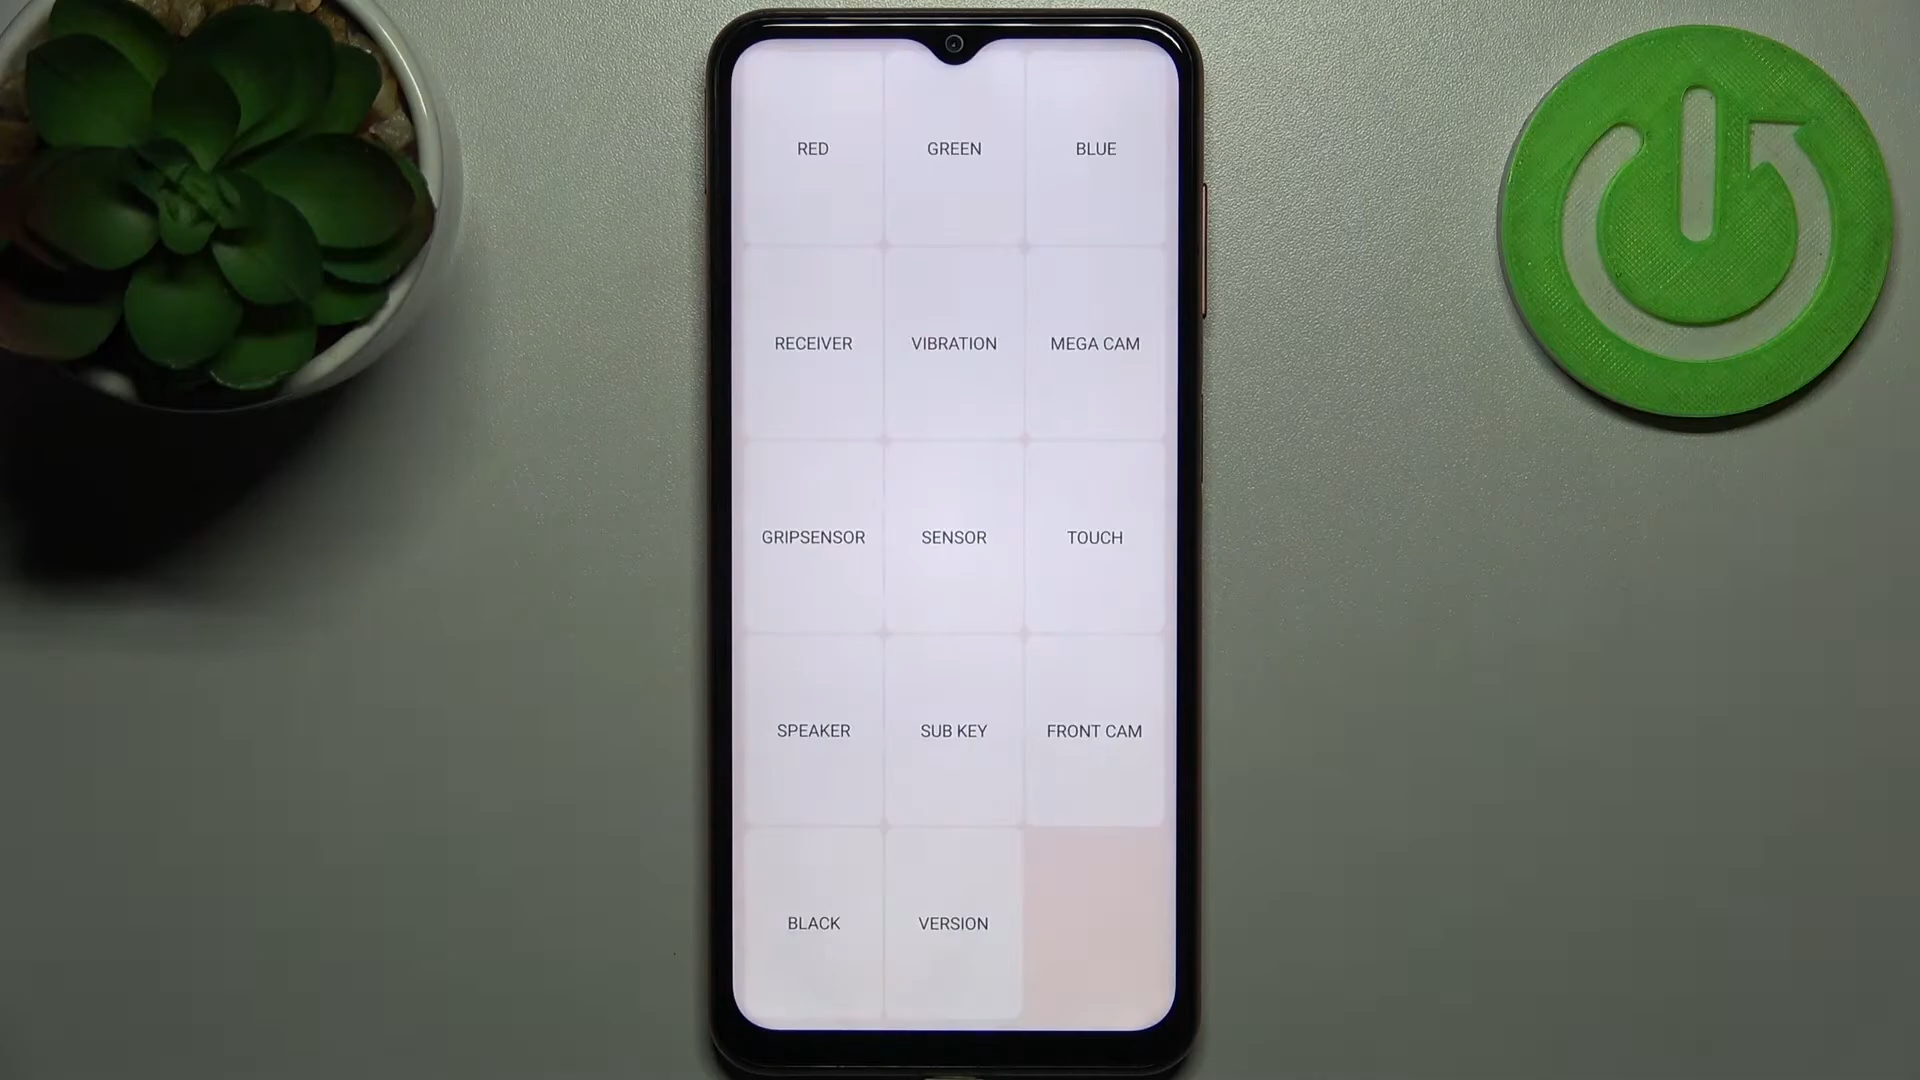 RED GREEN BLUE
RECEIVER VIBRATION MEGA CAM
GRIPSENSOR SENSOR TOUCH
SPEAKER SUB KEY FRONT CAM
BLACK VERSION